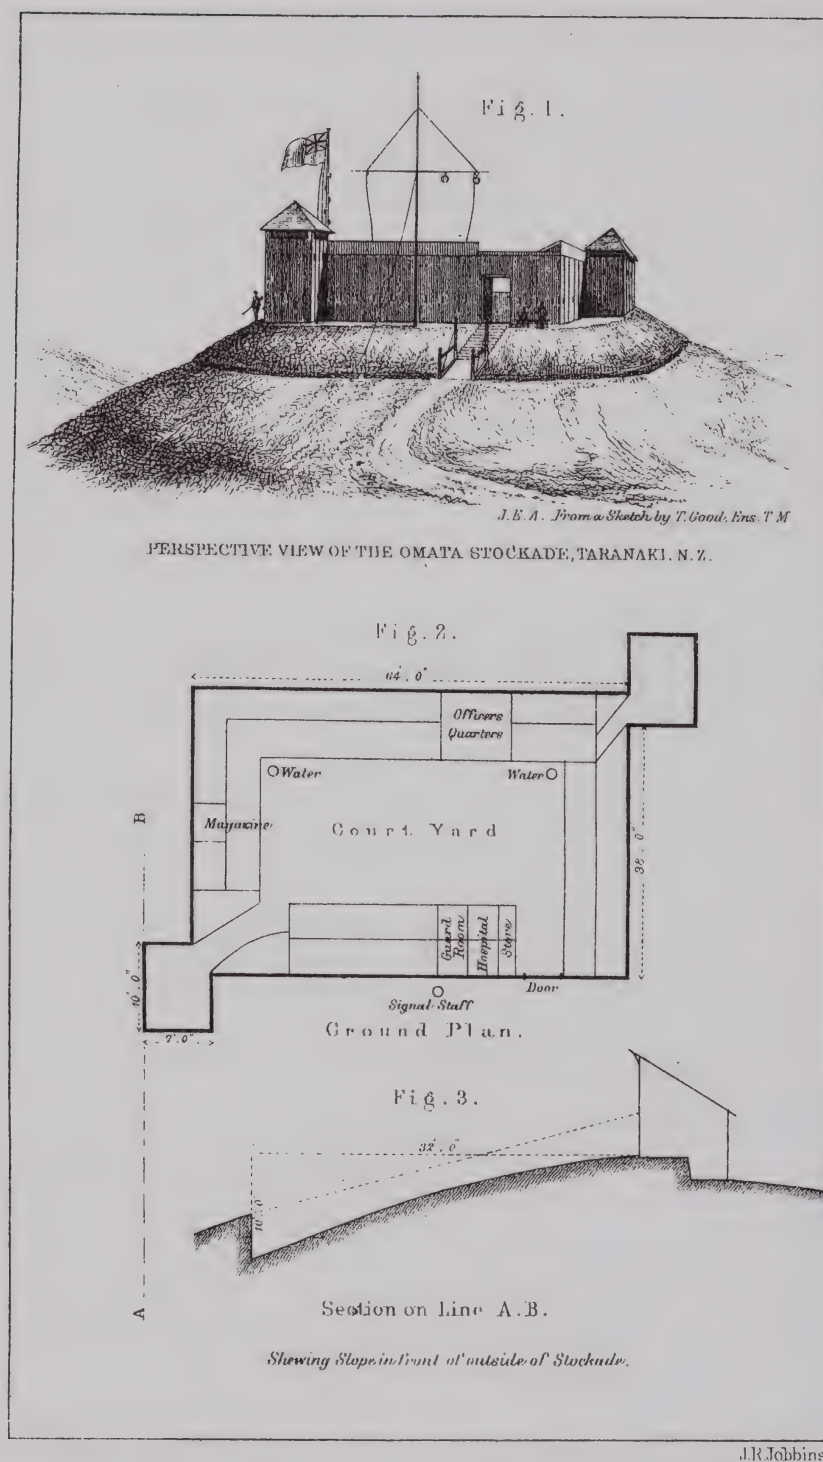 Fig. 1.
J.E.A. From a Sketch by T. Good, Ens. T M
PERSPECTIVE VIEW OF THE OMATA STOCKADE, TARANAKI. N.Z.
Fig. 2.
64'. 0"
Officers
Quarters
Water
Water
B
Magazine
Court Yard
38'. 0"
Guard
Room
Hospital
Store
10'. 0"
Door
Signal Staff
7'. 0"
Ground Plan.
Fig. 3.
32'. 0"
10'. 0"
A
Section on Line A.B.
Shewing Slope in front of outside of Stockade.
J.R. Jobbins